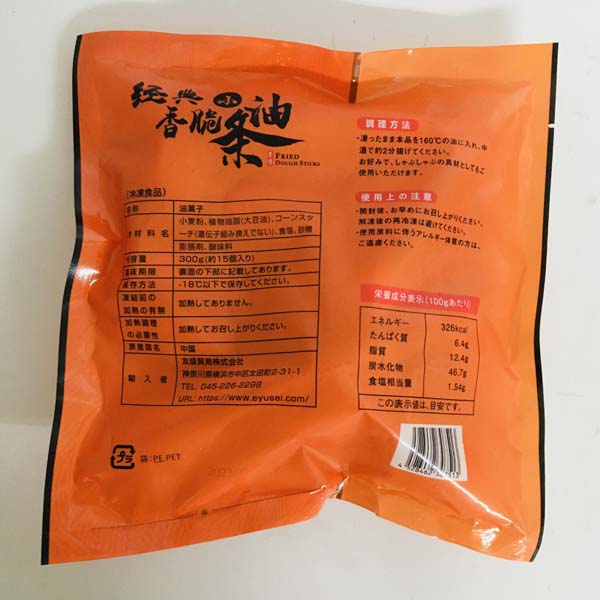 经典小油条
香脆
FRIED
DOUGH STICKS
(冷凍食品)
名称 油菓子
材料名 小麦粉、植物油脂(大豆油)、コーンスターチ(遺伝子組み換えでない)、食塩、砂糖
膨脹剤、酸味料
内容量 300g(約15個入り)
賞味期限 裏面の下部に記載してあります。
保存方法 -18℃以下で保存してください。
凍結前の
加熱の有無 加熱してありません。
加熱調理
の必要性 加熱してお召し上がりください。
原産国名 中国
輸入者 友盛貿易株式会社
神奈川県横浜市中区太田町2-31-1
TEL: 045-226-2298
URL: https://www.eyusei.com/
プラ 袋:PE,PET
調理方法
・凍ったまま本品を160℃の油に入れ、中
温で約2分揚げてください。
お好みで、しゃぶしゃぶの具材としてもご
使用いただけます。
使用上の注意
・開封後、お早めにお召し上がりください。
解凍後の再冷凍は避けてください。
・使用原料に伴うアレルギー体質の方は、
ご遠慮ください。
栄養成分表示(100gあたり)
エネルギー 326kcal
たんぱく質 6.4g
脂質 12.4g
炭水化物 46.7g
食塩相当量 1.54g
この表示値は、目安です。